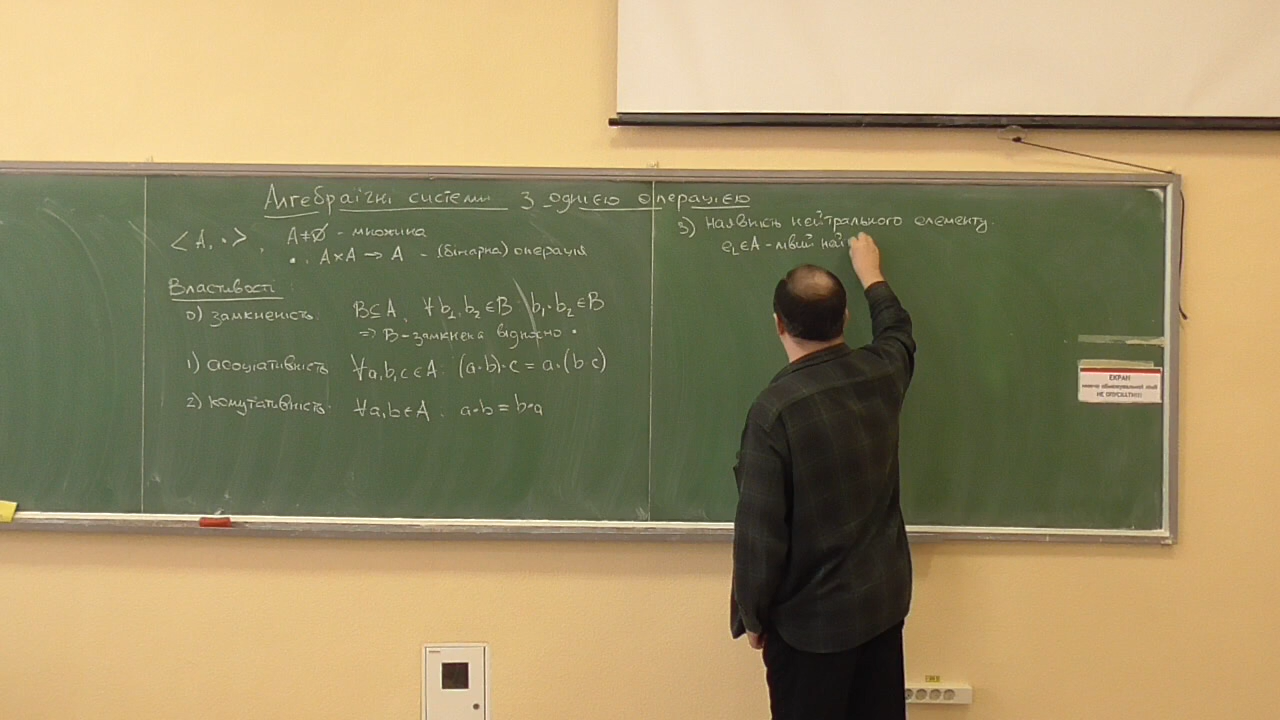 Алгебраїчні системи з однією операцією
<A, •>, A≠∅ - множина
•: A×A → A - (бінарна) операція
Властивості:
0) замкненість: B⊆A, ∀b₁,b₂∈B: b₁•b₂∈B
=> B - замкнена відносно •
1) асоціативність: ∀a,b,c∈A: (a•b)•c = a•(b•c)
2) комутативність: ∀a,b∈A: a•b = b•a
3) Наявність нейтрального елементу:
e_L∈A - лівий ней
ЕКРАН
НЕ ОПУСКАТИ!!!